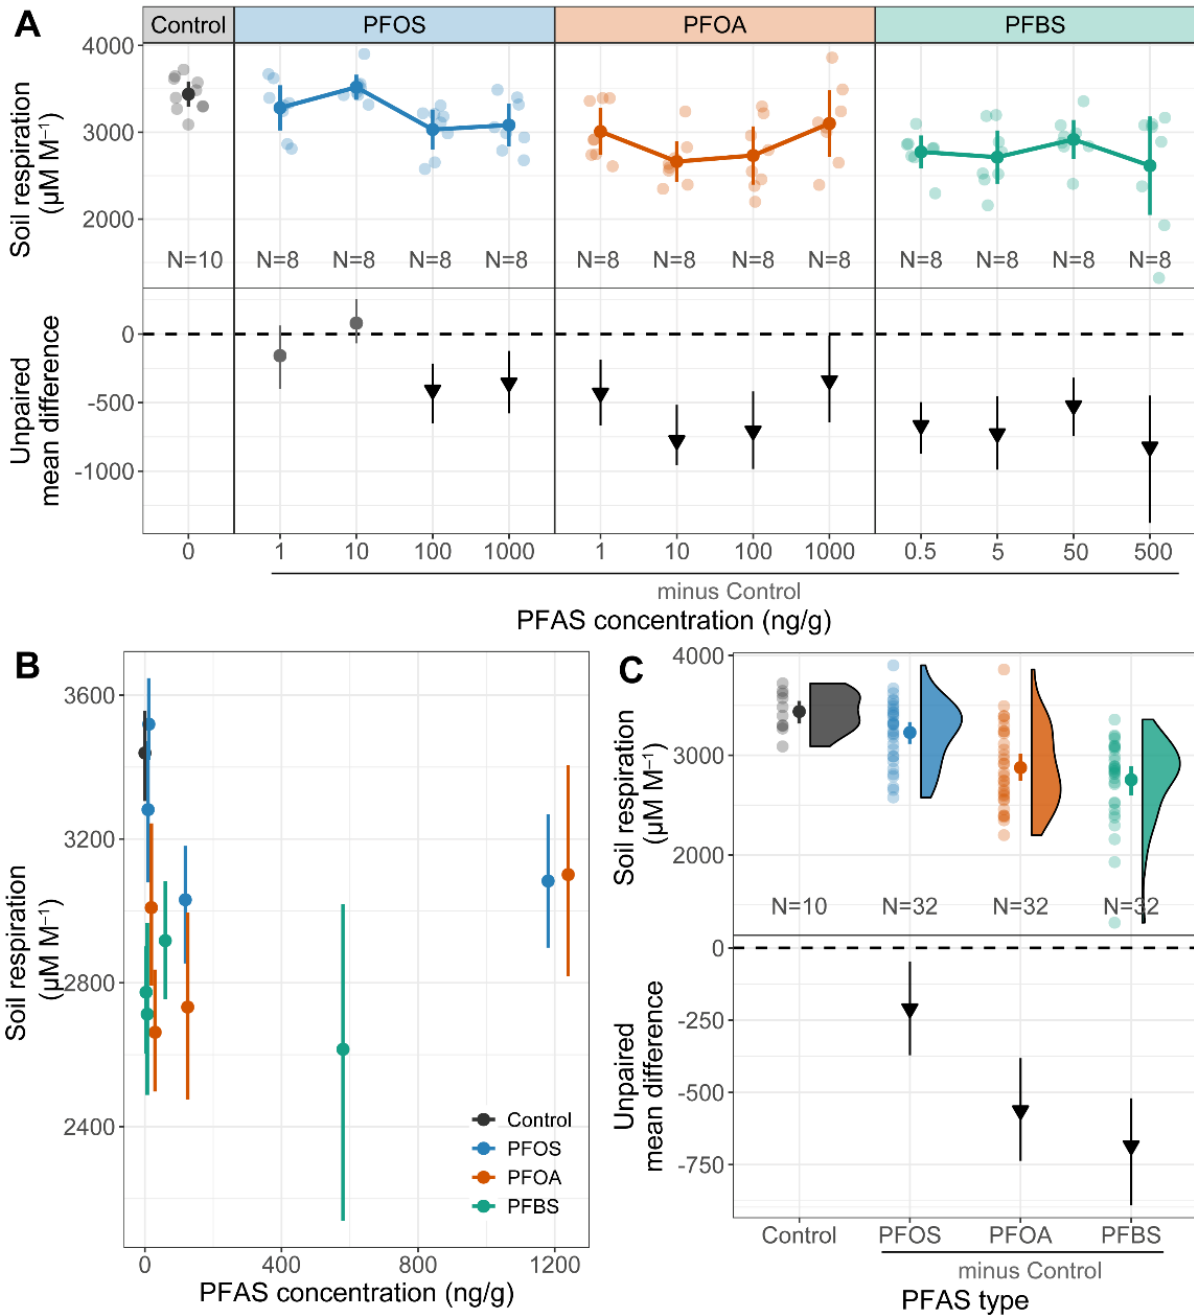 A
Control PFOS PFOA PFBS
4000
3000
2000
Soil respiration
(µM M⁻¹)
N=10 N=8 N=8 N=8 N=8 N=8 N=8 N=8 N=8 N=8 N=8 N=8 N=8
0
-500
-1000
Unpaired
mean difference
0 1 10 100 1000 1 10 100 1000 0.5 5 50 500
minus Control
PFAS concentration (ng/g)
B
3600
3200
2800
2400
Soil respiration
(µM M⁻¹)
Control
PFOS
PFOA
PFBS
0 400 800 1200
PFAS concentration (ng/g)
C
4000
3000
2000
Soil respiration
(µM M⁻¹)
N=10 N=32 N=32 N=32
0
-250
-500
-750
Unpaired
mean difference
Control PFOS PFOA PFBS
minus Control
PFAS type